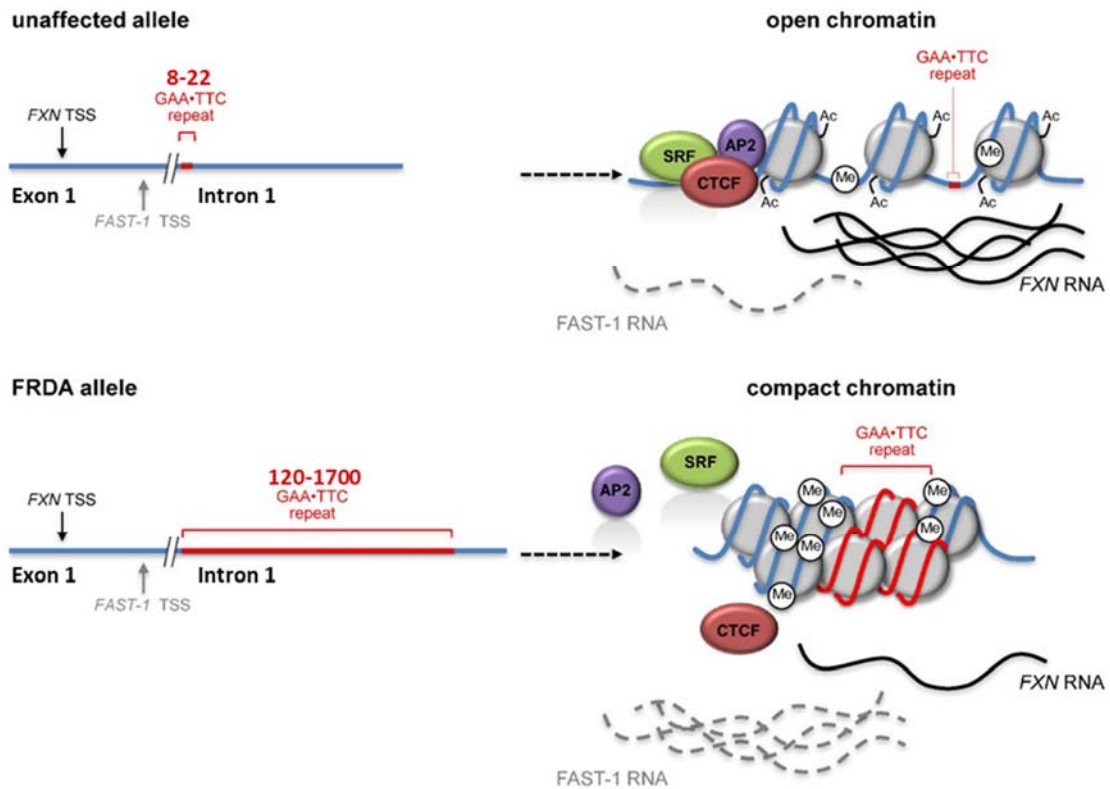 unaffected allele
open chromatin
8-22
GAA•TTC
repeat
FXN TSS
Exon 1
Intron 1
FAST-1 TSS
GAA•TTC
repeat
SRF
AP2
CTCF
Ac
Ac
Ac
Ac
Ac
Ac
Me
Me
FXN RNA
FAST-1 RNA
FRDA allele
compact chromatin
120-1700
GAA•TTC
repeat
FXN TSS
Exon 1
Intron 1
FAST-1 TSS
GAA•TTC
repeat
AP2
SRF
CTCF
Me
Me
Me
Me
Me
Me
Me
FXN RNA
FAST-1 RNA